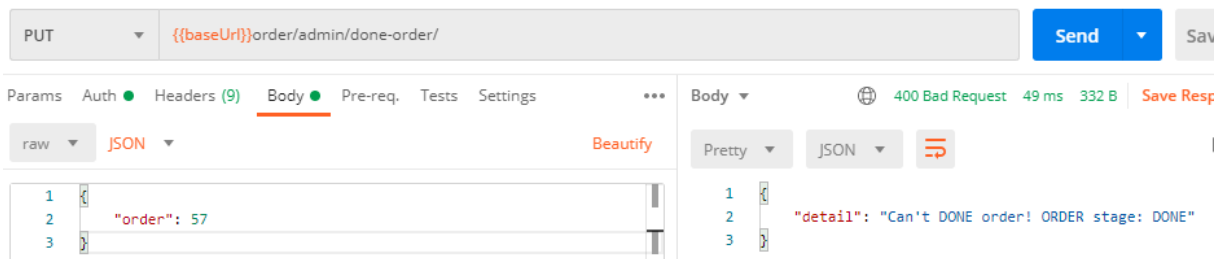 PUT {{baseUrl}}order/admin/done-order/ Send Sav
Params Auth Headers (9) Body Pre-req. Tests Settings ••• Body 400 Bad Request 49 ms 332 B Save Resp
raw JSON Beautify Pretty JSON
1 {
2 "order": 57
3 }
1 {
2 "detail": "Can't DONE order! ORDER stage: DONE"
3 }